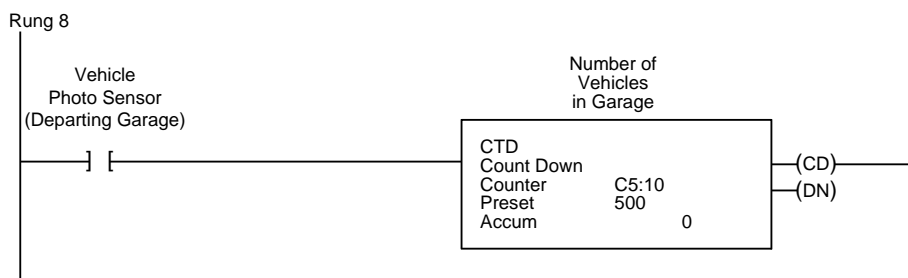 Rung 8
Vehicle
Photo Sensor
(Departing Garage)
Number of
Vehicles
in Garage
CTD
Count Down
Counter C5:10
Preset 500
Accum 0
(CD)
(DN)